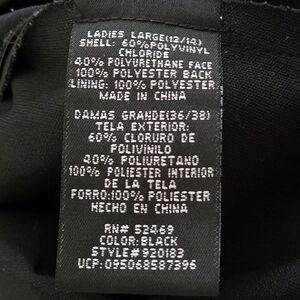 LADIES LARGE(12/14)
SHELL: 60%POLYVINYL
CHLORIDE
40% POLYURETHANE FACE
100% POLYESTER BACK
LINING: 100% POLYESTER
MADE IN CHINA
DAMAS GRANDE(36/38)
TELA EXTERIOR:
60% CLORURO DE
POLIVINILO
40% POLIURETANO
100% POLIESTER INTERIOR
DE LA TELA
FORRO:100% POLIESTER
HECHO EN CHINA
RN# 52469
COLOR: BLACK
STYLE #920183
UCP: 095068587396